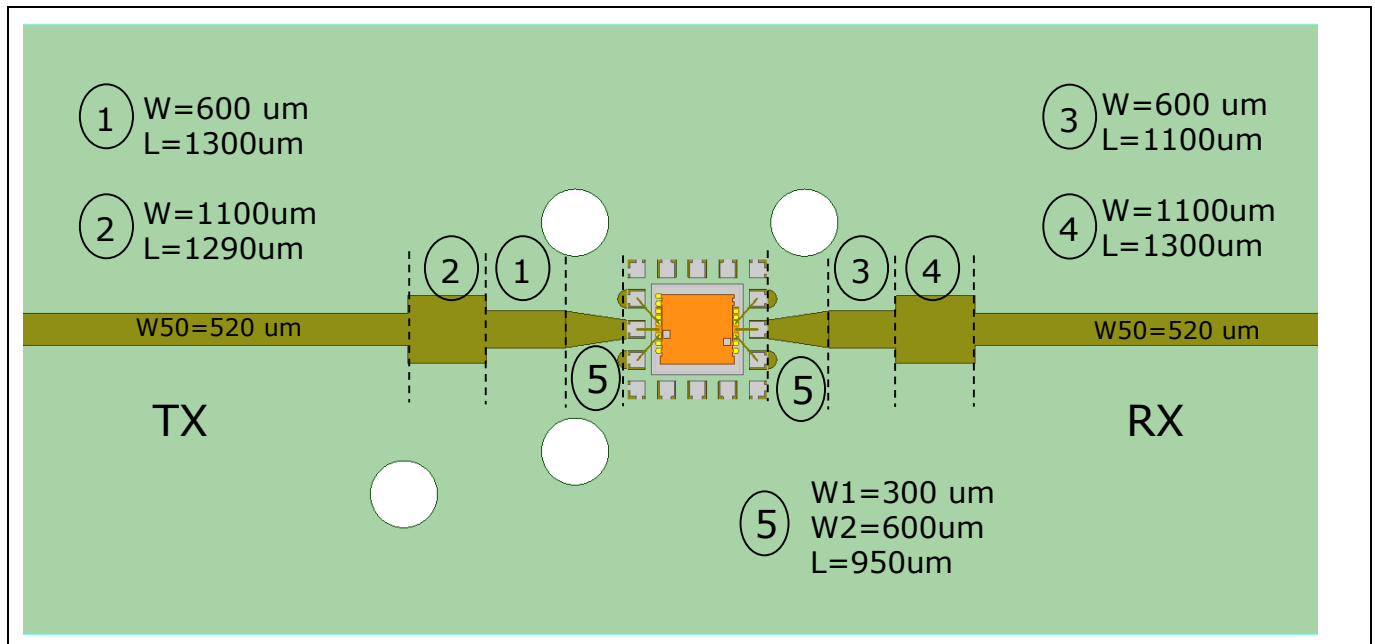 1
W=600 um
L=1300um
3
W=600 um
L=1100um
2
W=1100um
L=1290um
4
W=1100um
L=1300um
2
1
3
4
W50=520 um
W50=520 um
5
5
TX
RX
5
W1=300 um
W2=600um
L=950um